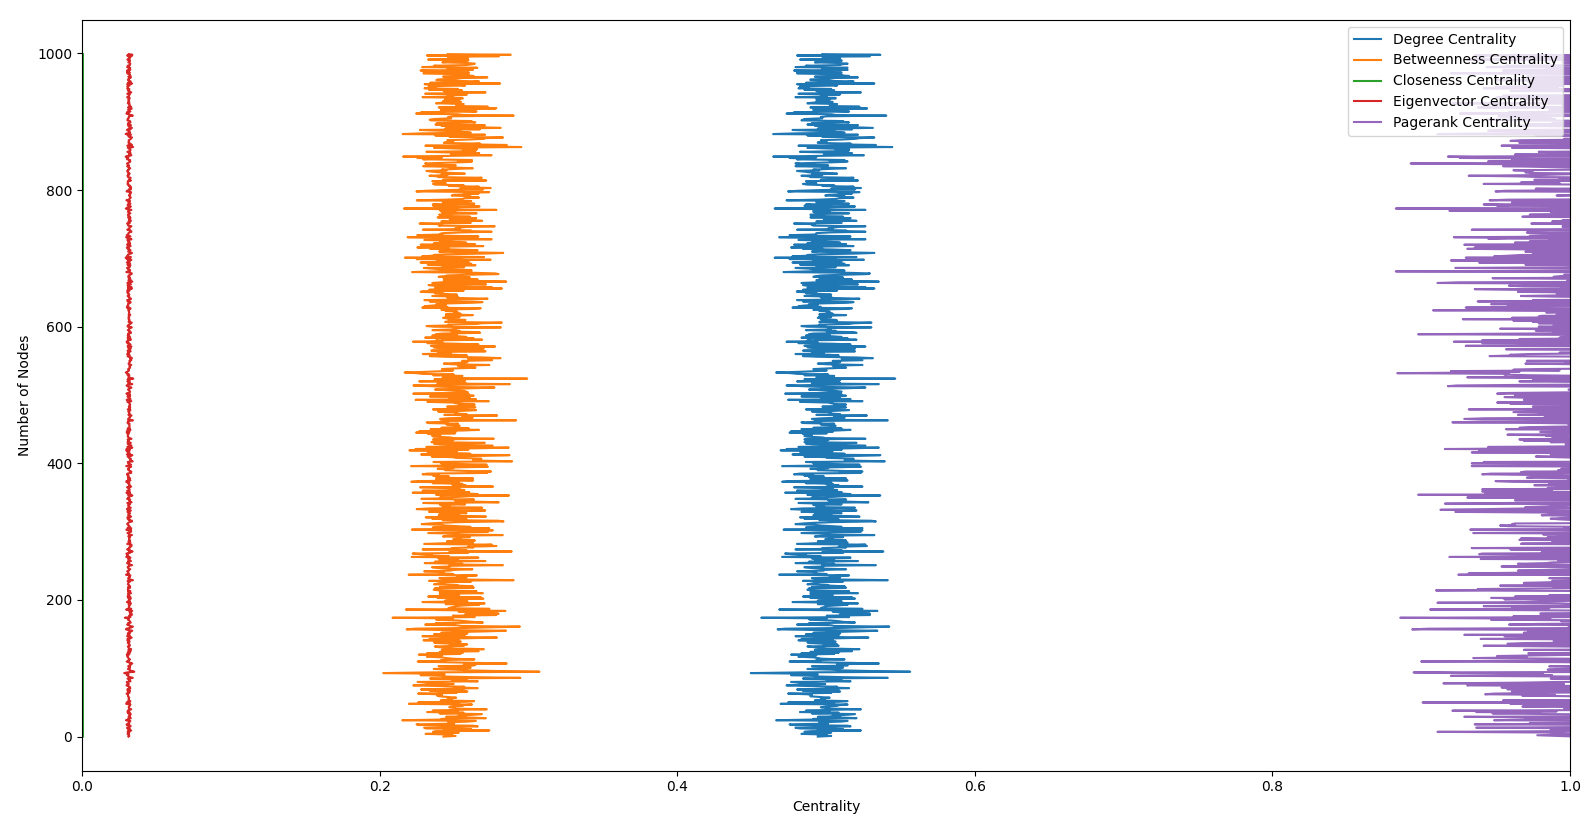 Degree Centrality
Betweenness Centrality
Closeness Centrality
Eigenvector Centrality
Pagerank Centrality
1000
800
600
400
200
0
Number of Nodes
0.0 0.2 0.4 0.6 0.8 1.0
Centrality